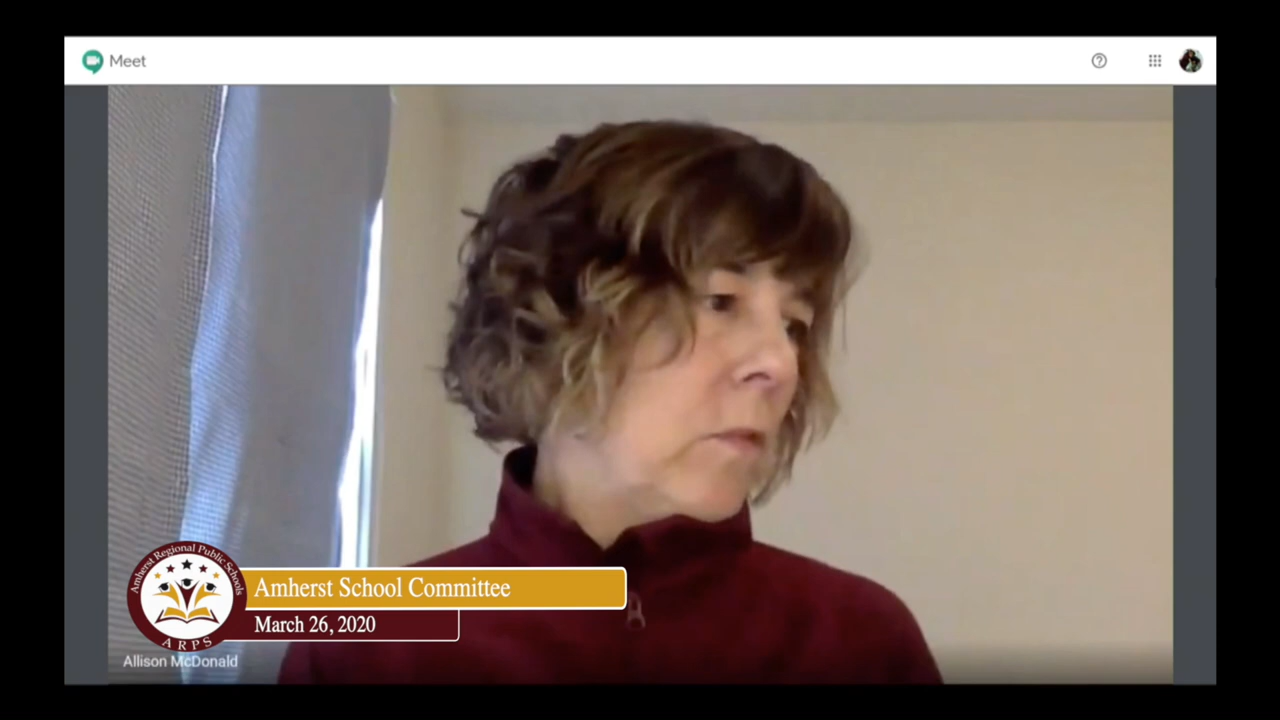 Meet
Amherst Regional Public Schools
Amherst School Committee
March 26, 2020
ARPS
Allison McDonald